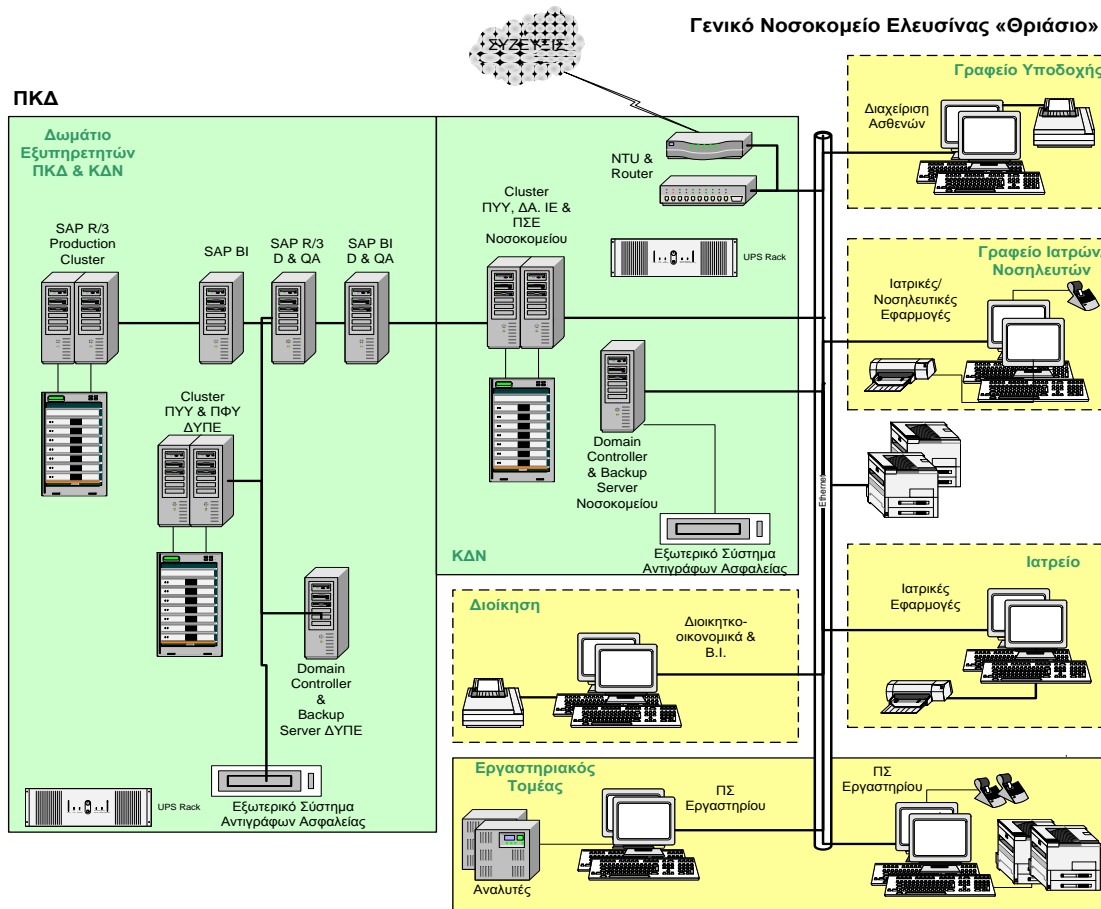 ΣΥΖΕΥΞΙΣ
Γενικό Νοσοκομείο Ελευσίνας «Θριάσιο»
ΠΚΔ
Δωμάτιο
Εξυπηρετητών
ΠΚΔ & ΚΔΝ
SAP R/3
Production
Cluster
SAP BI
SAP R/3
D & QA
SAP BI
D & QA
Cluster
ΠΥΥ & ΠΦΥ
ΔΥΠΕ
Domain
Controller
&
Backup
Server ΔΥΠΕ
UPS Rack
Εξωτερικό Σύστημα
Αντιγράφων Ασφαλείας
NTU &
Router
Cluster
ΠΥΥ, ΔΑ. ΙΕ &
ΠΣΕ
Νοσοκομείου
UPS Rack
Domain
Controller
& Backup
Server
Νοσοκομείου
ΚΔΝ
Εξωτερικό Σύστημα
Αντιγράφων Ασφαλείας
Ethernet
Γραφείο Υποδοχής
Διαχείριση
Ασθενών
Γραφείο Ιατρών/
Νοσηλευτών
Ιατρικές/
Νοσηλευτικές
Εφαρμογές
Ιατρείο
Ιατρικές
Εφαρμογές
Διοίκηση
Διοιητκο-
οικονομικά &
B.I.
Εργαστηριακός
Τομέας
ΠΣ
Εργαστηρίου
Αναλυτές
ΠΣ
Εργαστηρίου